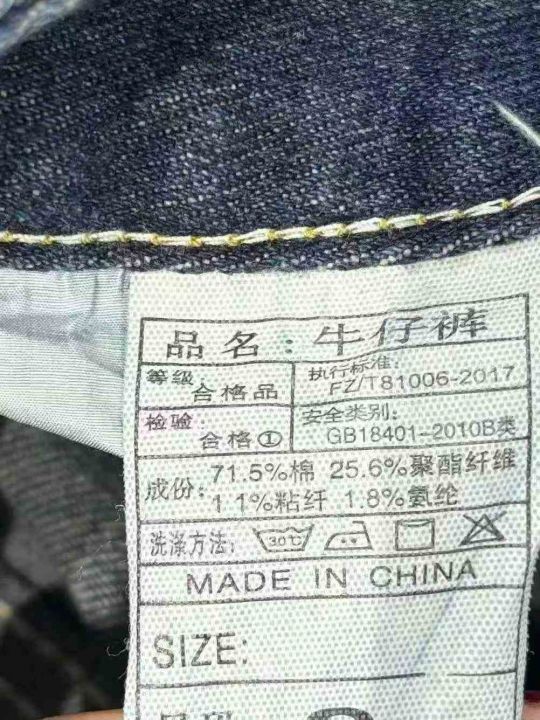 品名：牛仔裤
等级：
合格品
执行标准：
FZ/T81006-2017
检验：
合格①
安全类别：
GB18401-2010B类
成份：71.5%棉 25.6%聚酯纤维
1.1%粘纤 1.8%氨纶
洗涤方法：30℃
MADE IN CHINA
SIZE: